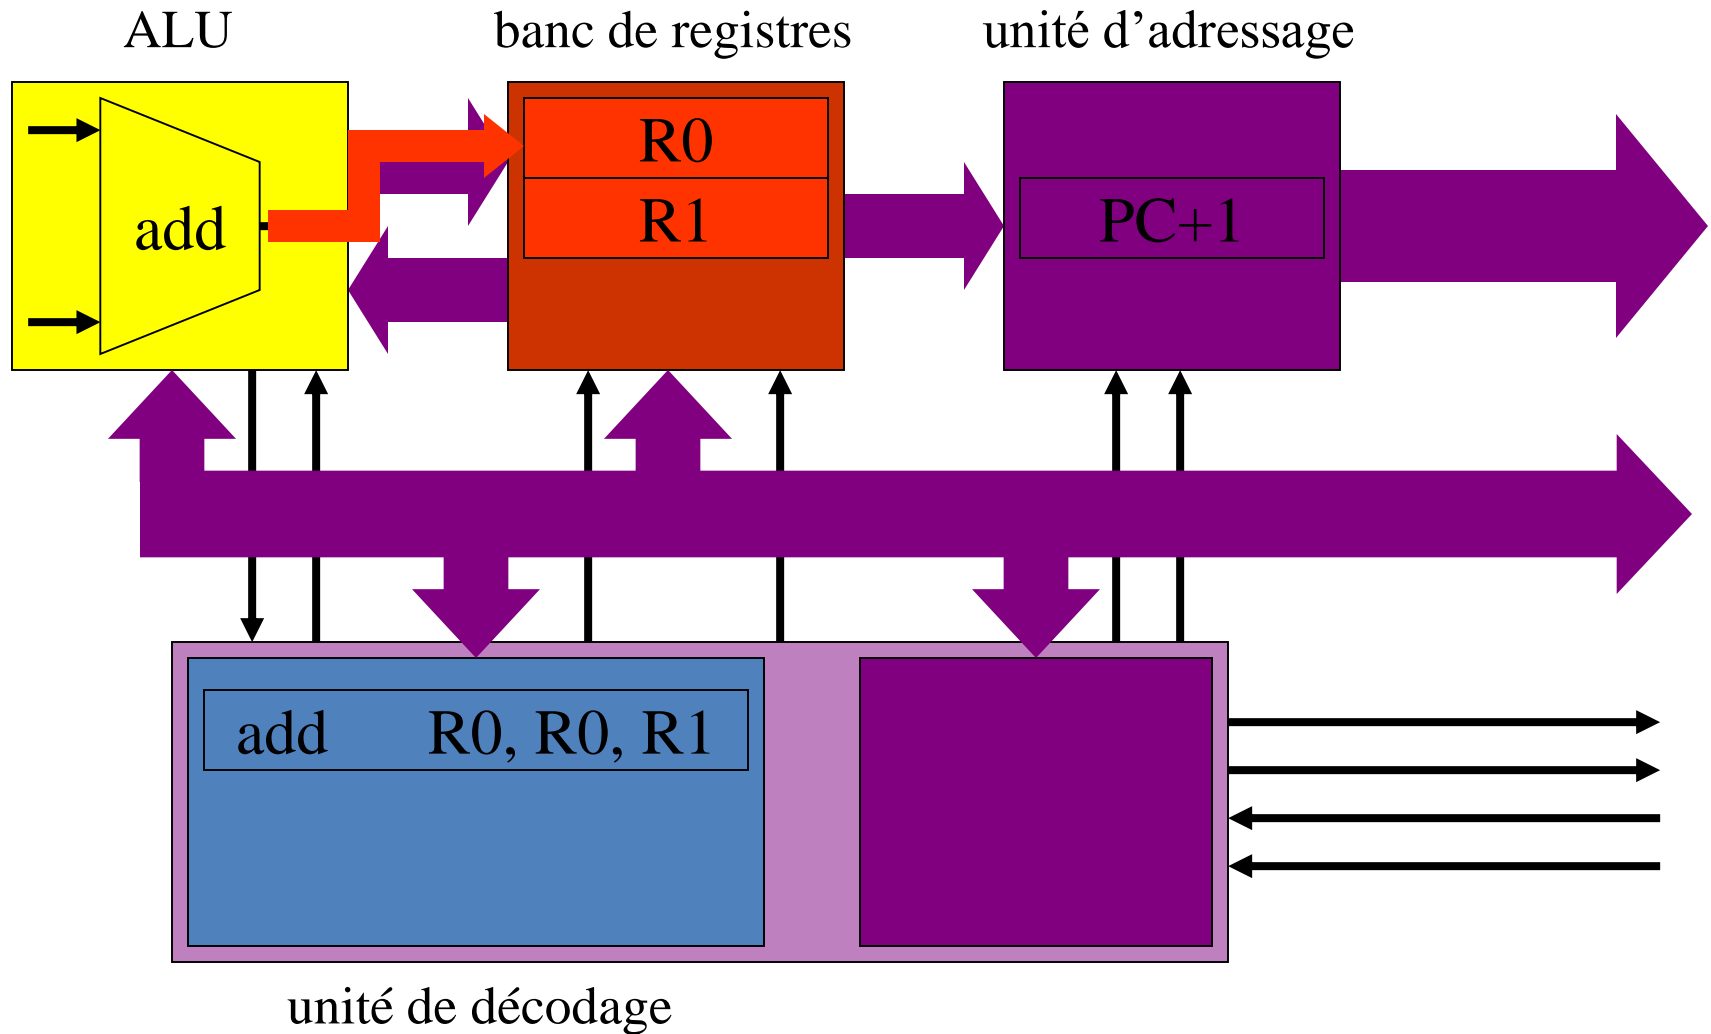 ALU banc de registres unité d’adressage
R0
R1
add
PC+1
add R0, R0, R1
unité de décodage